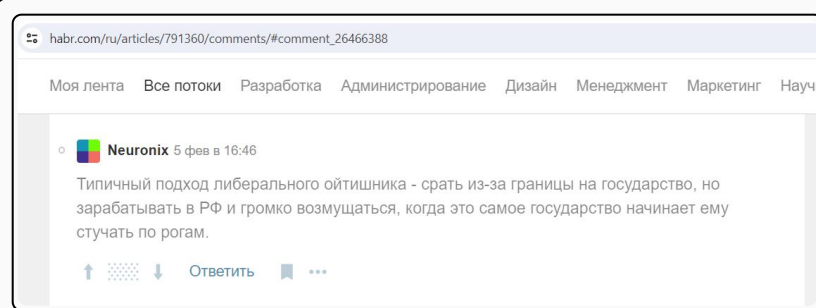 habr.com/ru/articles/791360/comments/#comment_26466388
Моя лента Все потоки Разработка Администрирование Дизайн Менеджмент Маркетинг Науч
Neuronix 5 фев в 16:46
Типичный подход либерального ойтишника - срать из-за границы на государство, но
зарабатывать в РФ и громко возмущаться, когда это самое государство начинает ему
стучать по рогам.
Ответить